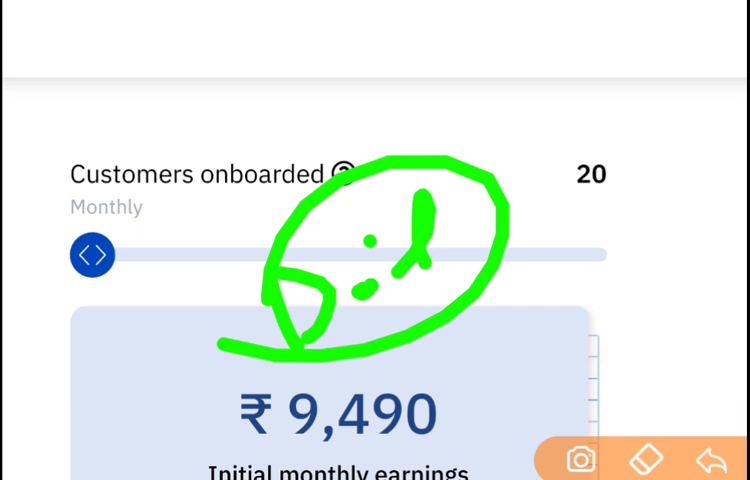 Customers onboarded
20
Monthly
₹ 9,490
Initial monthly earnings